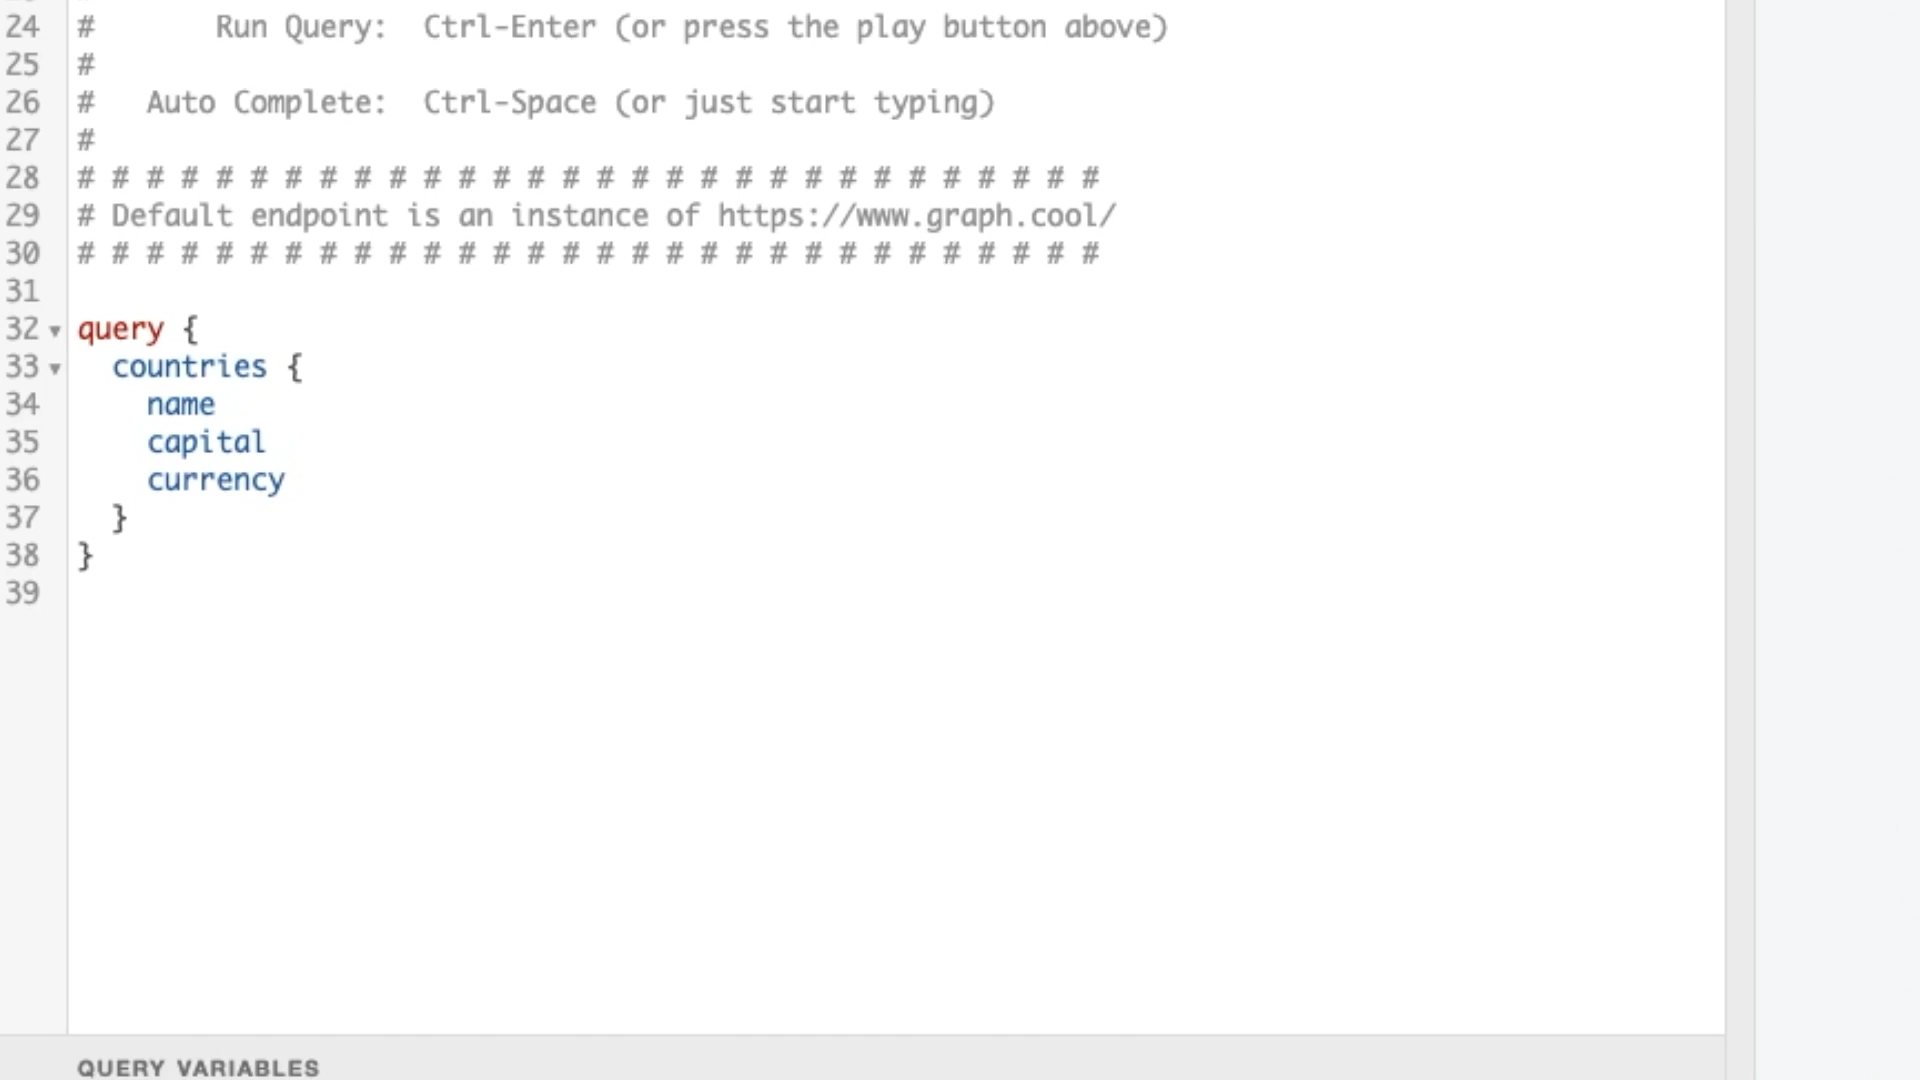 24 #       Run Query:  Ctrl-Enter (or press the play button above)
25 #
26 #   Auto Complete:  Ctrl-Space (or just start typing)
27 #
28 # # # # # # # # # # # # # # # # # # # # # # # # # # # # # #
29 # Default endpoint is an instance of https://www.graph.cool/
30 # # # # # # # # # # # # # # # # # # # # # # # # # # # # # #
31
32 ▾ query {
33 ▾   countries {
34     name
35     capital
36     currency
37   }
38 }
39
QUERY VARIABLES